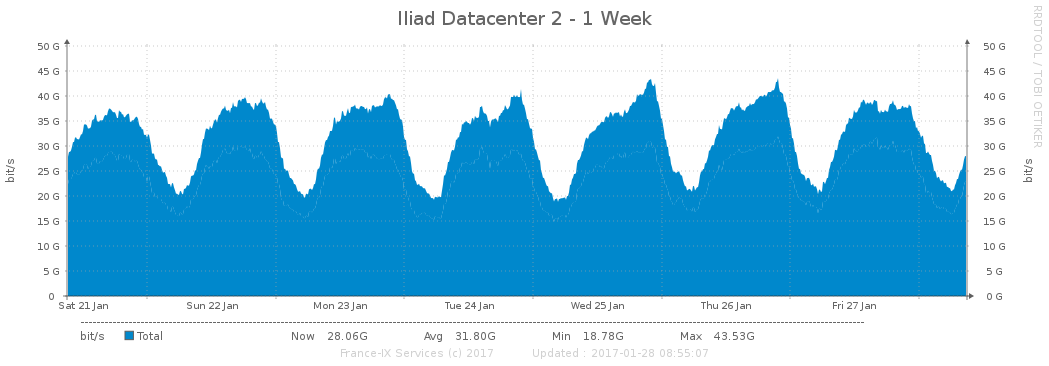 Iliad Datacenter 2 - 1 Week
RRDTOOL / TOBI OETIKER
bit/s
50 G
45 G
40 G
35 G
30 G
25 G
20 G
15 G
10 G
5 G
0
50 G
45 G
40 G
35 G
30 G
25 G
20 G
15 G
10 G
5 G
0 G
bit/s
Sat 21 Jan Sun 22 Jan Mon 23 Jan Tue 24 Jan Wed 25 Jan Thu 26 Jan Fri 27 Jan
bit/s Total Now 28.06G Avg 31.80G Min 18.78G Max 43.53G
France-IX Services (c) 2017 Updated : 2017-01-28 08:55:07